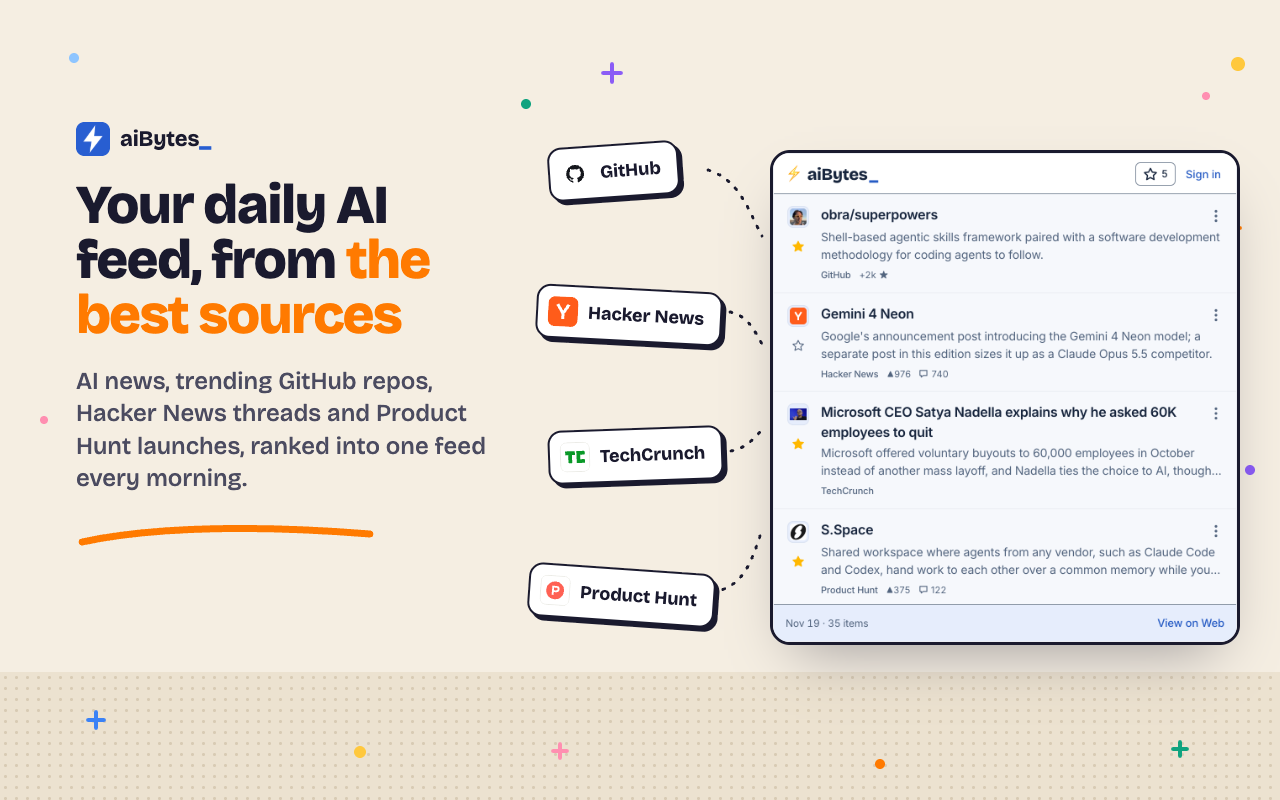 aiBytes_
Your daily AI
feed, from the
best sources
AI news, trending GitHub repos,
Hacker News threads and Product
Hunt launches, ranked into one feed
every morning.
GitHub
Y Hacker News
TC TechCrunch
P Product Hunt
aiBytes_
5
Sign in
obra/superpowers
Shell-based agentic skills framework paired with a software development
methodology for coding agents to follow.
GitHub +2k ★
Y
Gemini 4 Neon
Google's announcement post introducing the Gemini 4 Neon model; a
separate post in this edition sizes it up as a Claude Opus 5.5 competitor.
Hacker News ▲976 740
Microsoft CEO Satya Nadella explains why he asked 60K
employees to quit
Microsoft offered voluntary buyouts to 60,000 employees in October
instead of another mass layoff, and Nadella ties the choice to AI, though...
TechCrunch
S.Space
Shared workspace where agents from any vendor, such as Claude Code
and Codex, hand work to each other over a common memory while you...
Product Hunt ▲375 122
Nov 19 · 35 items
View on Web